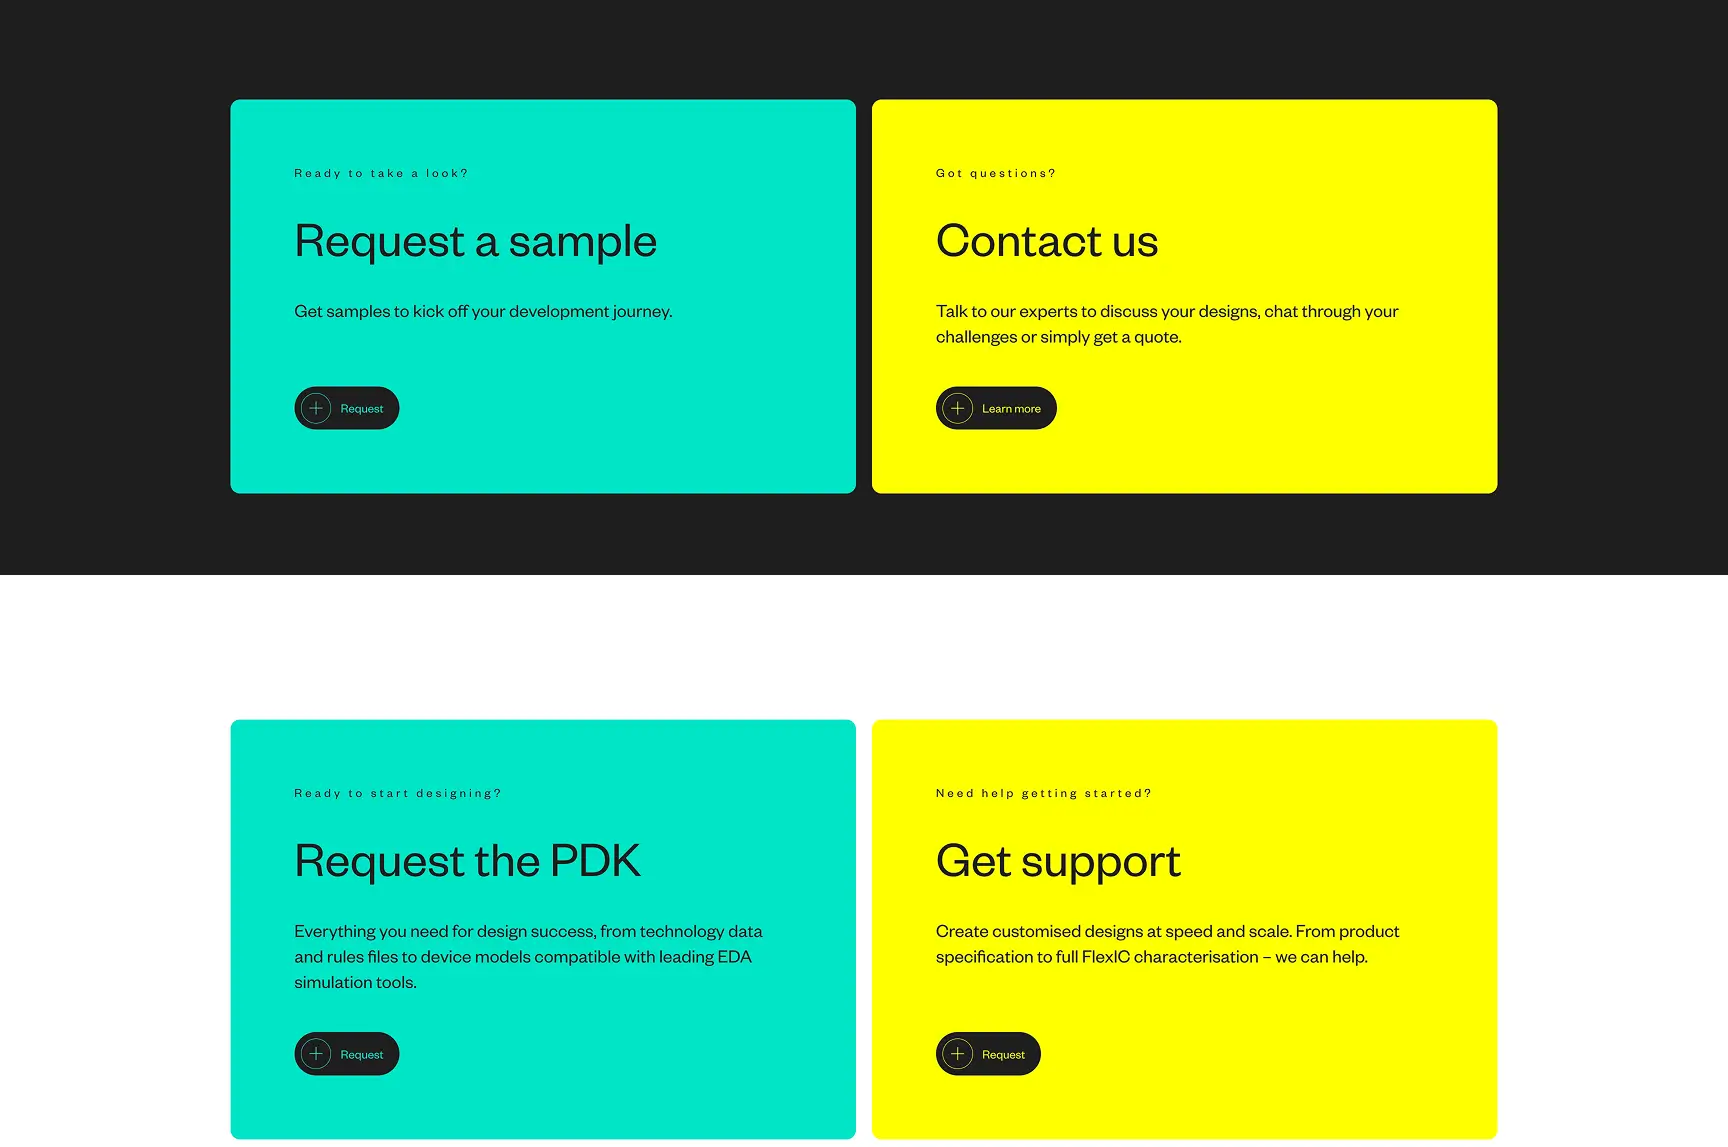 Ready to take a look?
Request a sample
Get samples to kick off your development journey.
Request
Got questions?
Contact us
Talk to our experts to discuss your designs, chat through your
challenges or simply get a quote.
Learn more
Ready to start designing?
Request the PDK
Everything you need for design success, from technology data
and rules files to device models compatible with leading EDA
simulation tools.
Request
Need help getting started?
Get support
Create customised designs at speed and scale. From product
specification to full FlexIC characterisation – we can help.
Request